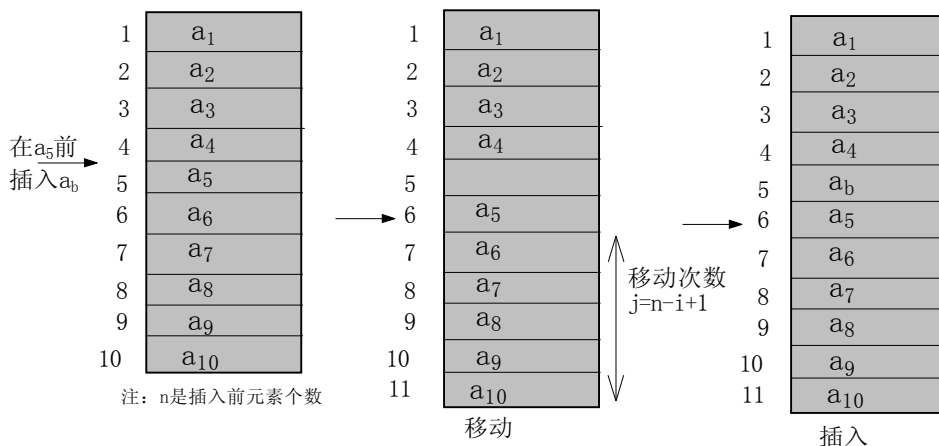 在a₅前
插入a_b
1 a₁
2 a₂
3 a₃
4 a₄
5 a₅
6 a₆
7 a₇
8 a₈
9 a₉
10 a₁₀
注：n是插入前元素个数
1 a₁
2 a₂
3 a₃
4 a₄
5
6 a₅
7 a₆
8 a₇
9 a₈
10 a₉
11 a₁₀
移动
移动次数
j=n-i+1
1 a₁
2 a₂
3 a₃
4 a₄
5 a_b
6 a₅
7 a₆
8 a₇
9 a₈
10 a₉
11 a₁₀
插入